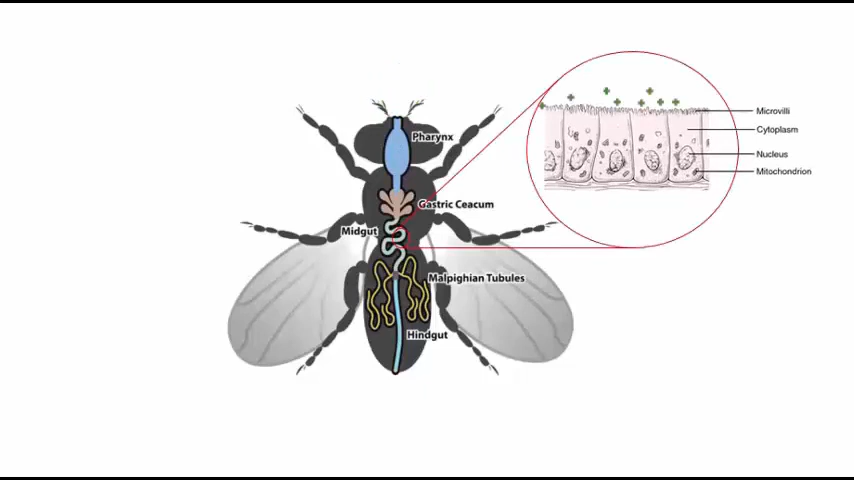 Pharynx
Gastric Ceacum
Midgut
Malpighian Tubules
Hindgut
Microvilli
Cytoplasm
Nucleus
Mitochondrion